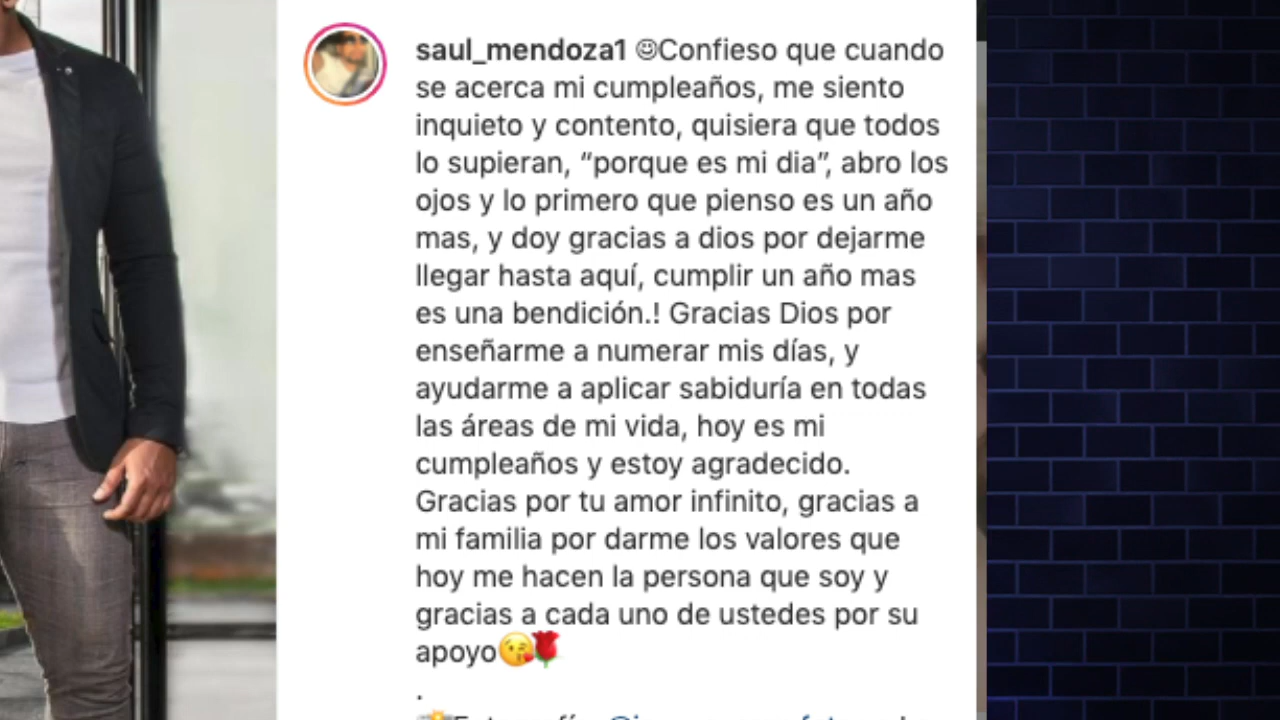 saul_mendoza1 ☺Confieso que cuando
se acerca mi cumpleaños, me siento
inquieto y contento, quisiera que todos
lo supieran, “porque es mi dia”, abro los
ojos y lo primero que pienso es un año
mas, y doy gracias a dios por dejarme
llegar hasta aquí, cumplir un año mas
es una bendición.! Gracias Dios por
enseñarme a numerar mis días, y
ayudarme a aplicar sabiduría en todas
las áreas de mi vida, hoy es mi
cumpleaños y estoy agradecido.
Gracias por tu amor infinito, gracias a
mi familia por darme los valores que
hoy me hacen la persona que soy y
gracias a cada uno de ustedes por su
apoyo😘🌹
.